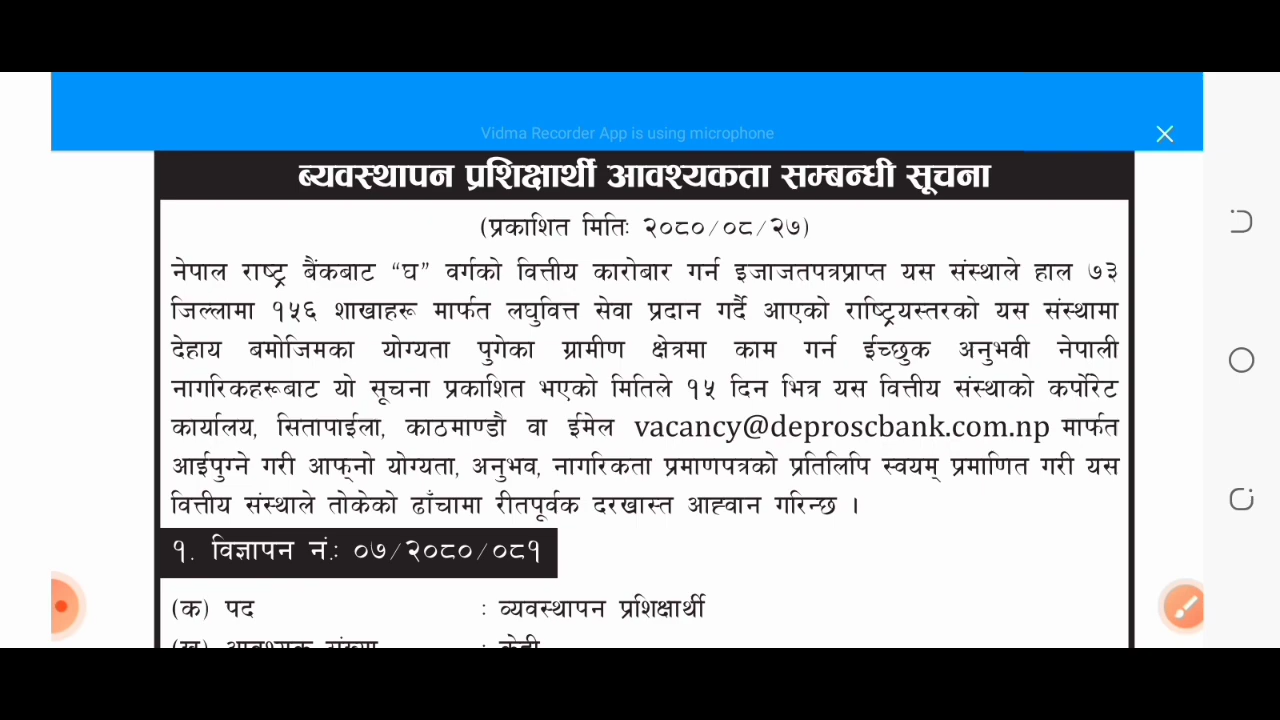 Vidma Recorder App is using microphone
ब्यवस्थापन प्रशिक्षार्थी आवश्यकता सम्बन्धी सूचना
(प्रकाशित मितिः २०८०/०८/२७)
नेपाल राष्ट्र बैंकबाट “घ” वर्गको वित्तीय कारोबार गर्न इजाजतपत्रप्राप्त यस संस्थाले हाल ७३
जिल्लामा १५६ शाखाहरू मार्फत लघुवित्त सेवा प्रदान गर्दै आएको राष्ट्रियस्तरको यस संस्थामा
देहाय बमोजिमका योग्यता पुगेका ग्रामीण क्षेत्रमा काम गर्न ईच्छुक अनुभवी नेपाली
नागरिकहरूबाट यो सूचना प्रकाशित भएको मितिले १५ दिन भित्र यस वित्तीय संस्थाको कर्पोरेट
कार्यालय, सितापाईला, काठमाण्डौ वा ईमेल vacancy@deproscbank.com.np मार्फत
आईपुग्ने गरी आफ्नो योग्यता, अनुभव, नागरिकता प्रमाणपत्रको प्रतिलिपि स्वयम् प्रमाणित गरी यस
वित्तीय संस्थाले तोकेको ढाँचामा रीतपूर्वक दरखास्त आह्वान गरिन्छ ।
१. विज्ञापन नं.: ०७/२०८०/०८१
(क) पद : व्यवस्थापन प्रशिक्षार्थी